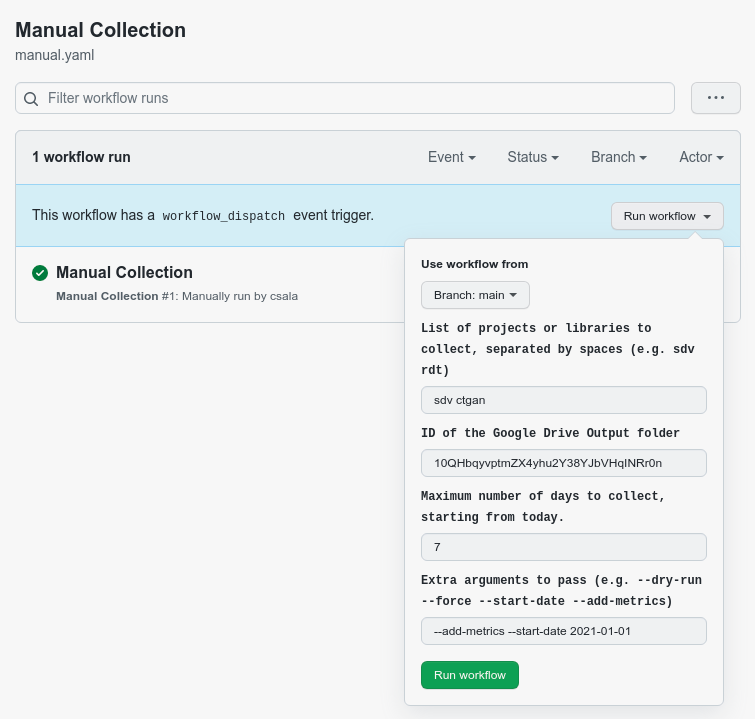 Manual Collection
manual.yaml
Filter workflow runs
1 workflow run
Event
Status
Branch
Actor
This workflow has a workflow_dispatch event trigger.
Run workflow
Manual Collection
Manual Collection #1: Manually run by csala
Use workflow from
Branch: main
List of projects or libraries to
collect, separated by spaces (e.g. sdv
rdt)
sdv ctgan
ID of the Google Drive Output folder
10QHbqyvptmZX4yhu2Y38YJbVHqINRr0n
Maximum number of days to collect,
starting from today.
7
Extra arguments to pass (e.g. --dry-run
--force --start-date --add-metrics)
--add-metrics --start-date 2021-01-01
Run workflow